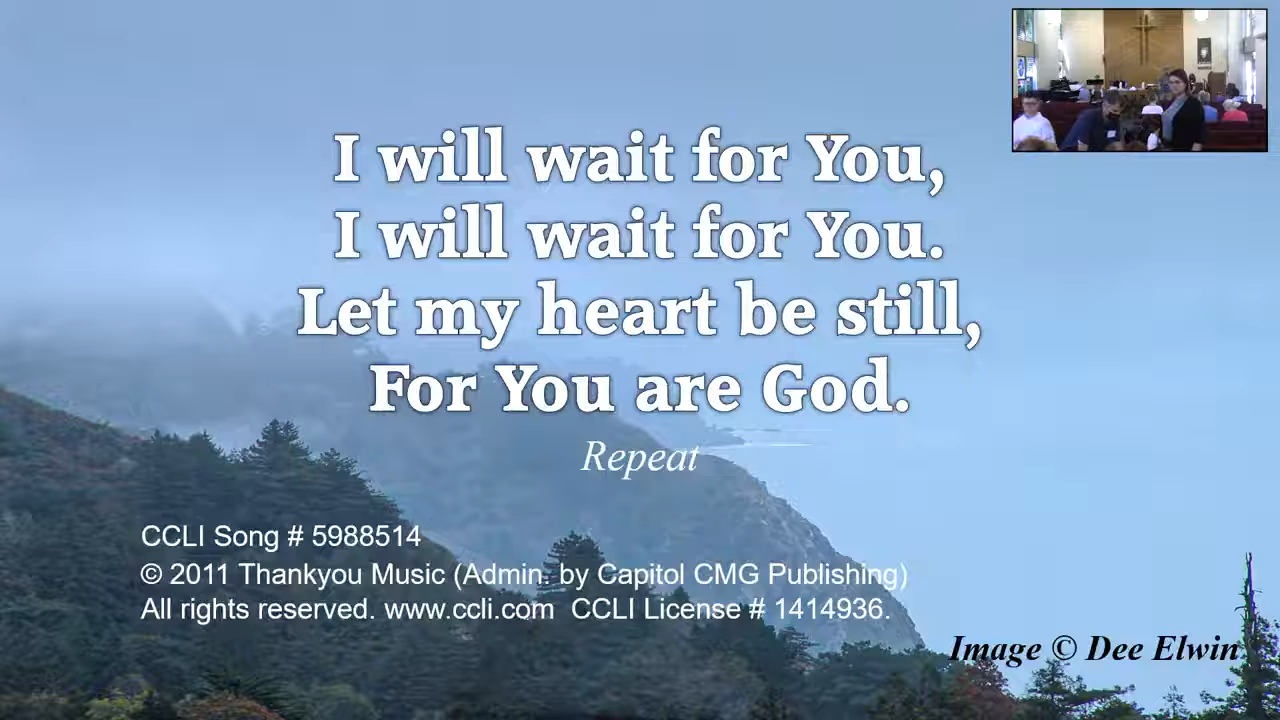 I will wait for You,
I will wait for You.
Let my heart be still,
For You are God.
Repeat
CCLI Song # 5988514
© 2011 Thankyou Music (Admin. by Capitol CMG Publishing)
All rights reserved. www.ccli.com  CCLI License # 1414936.
Image © Dee Elwin